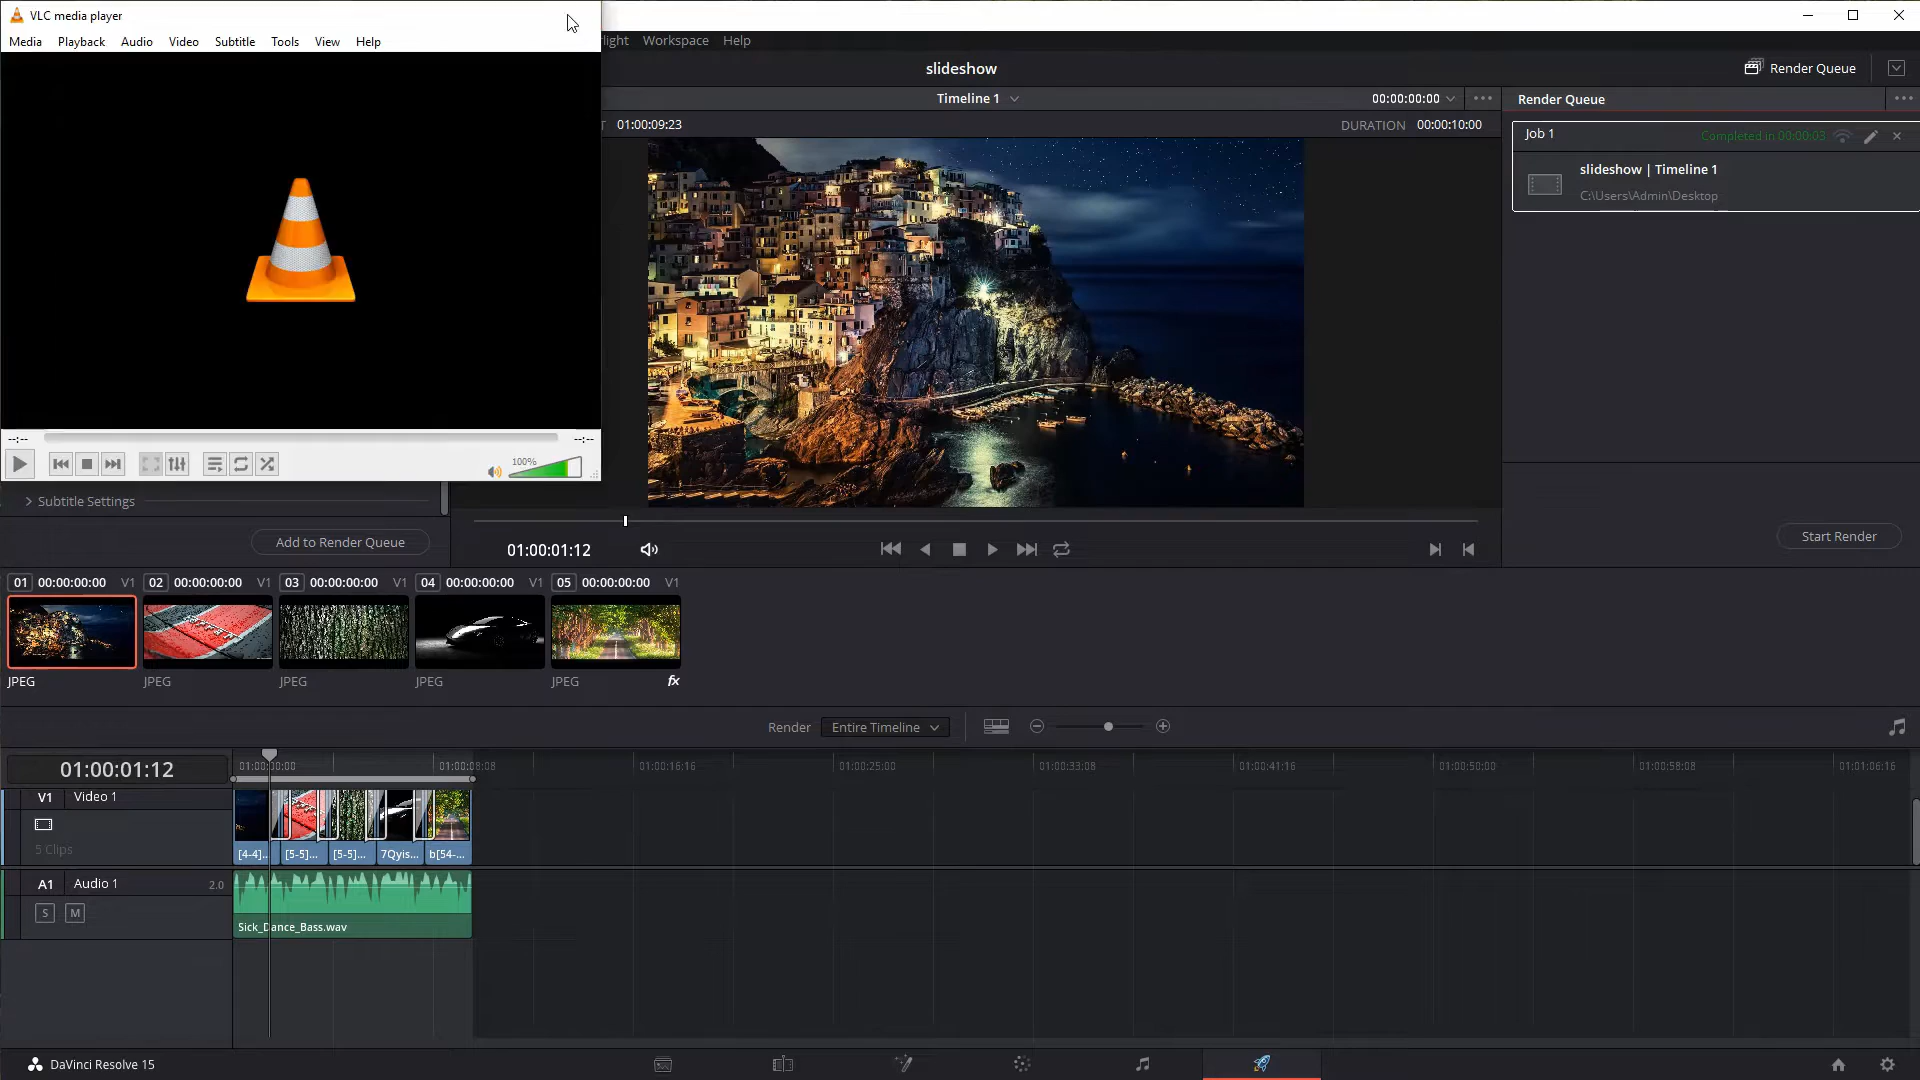 VLC media player
Media Playback Audio Video Subtitle Tools View Help
light Workspace Help
slideshow
Render Queue
Timeline 1
00:00:00:00
Render Queue
01:00:09:23
DURATION 00:00:10:00
Job 1
Completed in 00:00:03
slideshow | Timeline 1
C:\Users\Admin\Desktop
--:--
--:--
100%
Subtitle Settings
Add to Render Queue
01:00:01:12
Start Render
01 00:00:00:00 V1
02 00:00:00:00 V1
03 00:00:00:00 V1
04 00:00:00:00 V1
05 00:00:00:00 V1
JPEG
JPEG
JPEG
JPEG
JPEG
fx
Render Entire Timeline
01:00:01:12
01:00:00:00
01:00:08:08
01:00:16:16
01:00:25:00
01:00:33:08
01:00:41:16
01:00:50:00
01:00:58:08
01:01:06:16
V1 Video 1
5 Clips
[4-4]...
[5-5]...
[5-5]...
7Qyis...
b[54-...
A1 Audio 1 2.0
S M
Sick_Dance_Bass.wav
DaVinci Resolve 15